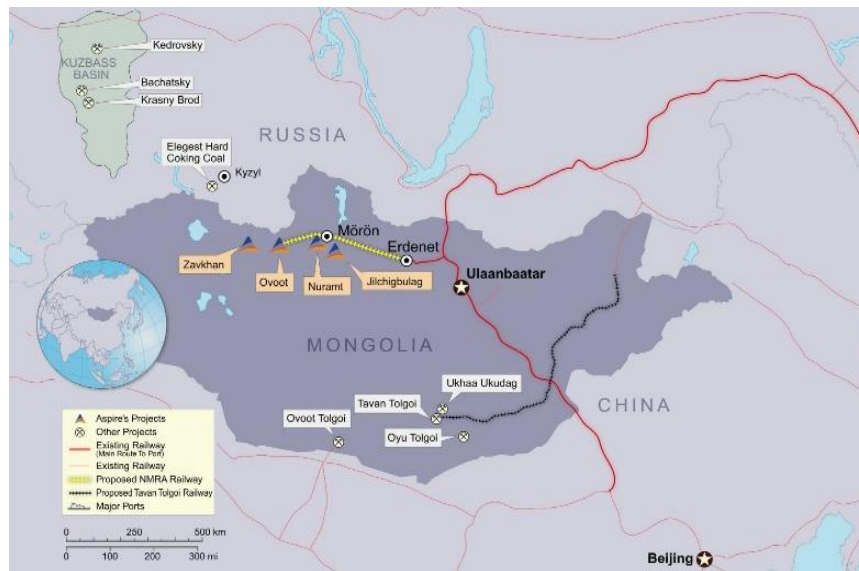 Kedrovsky
KUZBASS
BASIN
Bachatsky
Krasny Brod
RUSSIA
Elegest Hard
Coking Coal
Kyzyl
Mörön
Erdenet
Zavkhan
Ovoot
Nuramt
Jilchigbulag
Ulaanbaatar
MONGOLIA
Ukhaa Ukudag
Tavan Tolgoi
Ovoot Tolgoi
Oyu Tolgoi
CHINA
Aspire's Projects
Other Projects
Existing Railway
(Main Route To Port)
Existing Railway
Proposed NMRA Railway
Proposed Tavan Tolgoi Railway
Major Ports
0 250 500 km
0 100 200 300 mi
Beijing